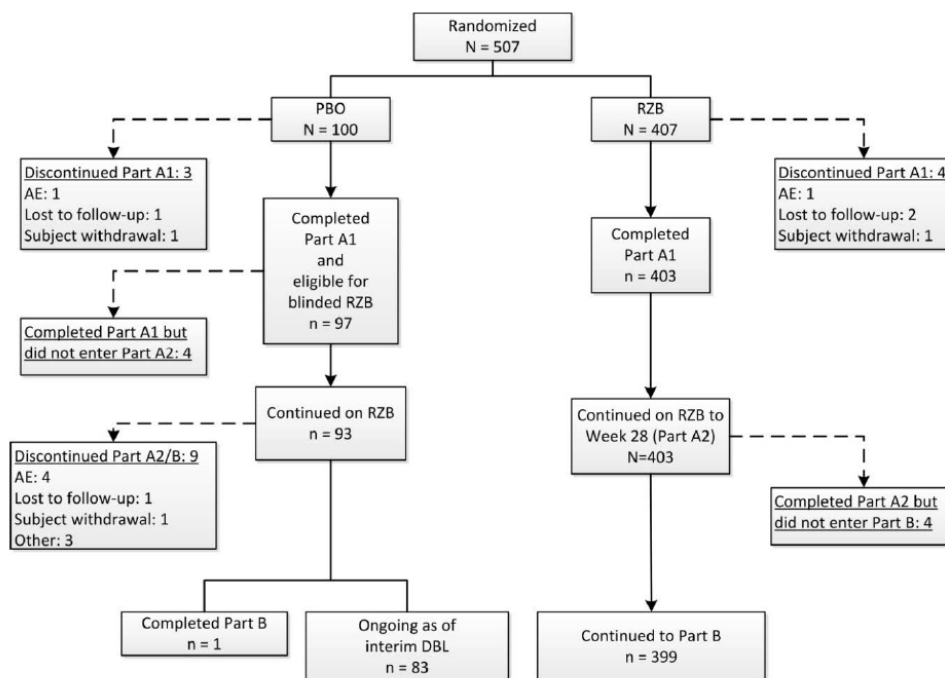 Randomized
N = 507
PBO
N = 100
RZB
N = 407
Discontinued Part A1: 3
AE: 1
Lost to follow-up: 1
Subject withdrawal: 1
Discontinued Part A1: 4
AE: 1
Lost to follow-up: 2
Subject withdrawal: 1
Completed
Part A1
and
eligible for
blinded RZB
n = 97
Completed
Part A1
n = 403
Completed Part A1 but
did not enter Part A2: 4
Continued on RZB
n = 93
Continued on RZB to
Week 28 (Part A2)
N=403
Discontinued Part A2/B: 9
AE: 4
Lost to follow-up: 1
Subject withdrawal: 1
Other: 3
Completed Part A2 but
did not enter Part B: 4
Completed Part B
n = 1
Ongoing as of
interim DBL
n = 83
Continued to Part B
n = 399